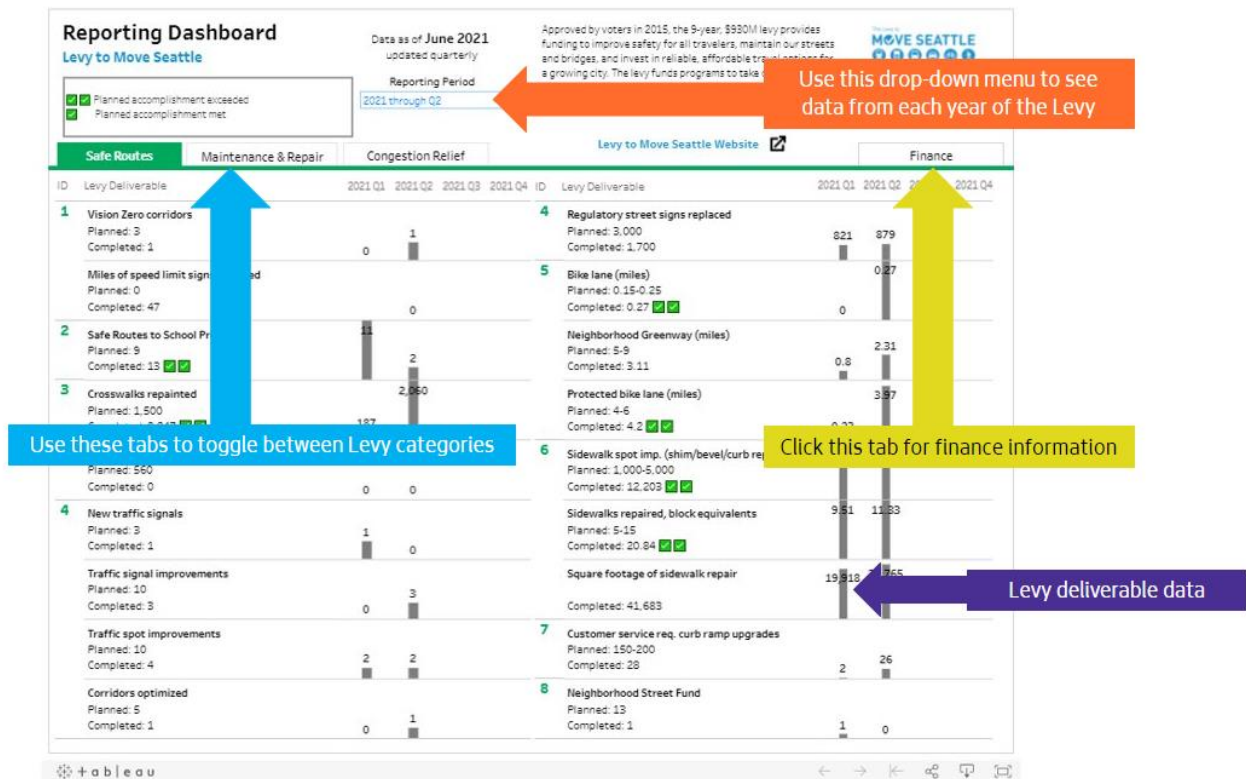 Reporting Dashboard
Levy to Move Seattle
Data as of June 2021
updated quarterly
Reporting Period
2021 through Q2
Approved by voters in 2015, the 9-year, $930M levy provides
funding to improve safety for all travelers, maintain our streets
and bridges, and invest in reliable, affordable travel options for
a growing city. The levy funds programs to take
MOVE SEATTLE
Planned accomplishment exceeded
Planned accomplishment met
Use this drop-down menu to see
data from each year of the Levy
Levy to Move Seattle Website
Safe Routes
Maintenance & Repair
Congestion Relief
Finance
ID Levy Deliverable 2021 Q1 2021 Q2 2021 Q3 2021 Q4
1 Vision Zero corridors
Planned: 3
Completed: 1
0 1
Miles of speed limit
Planned: 0
Completed: 47
0
2 Safe Routes to School
Planned: 9
Completed: 13
11 2
3 Crosswalks repainted
Planned: 1,500
187 2,060
Use these tabs to toggle between Levy categories
Planned: 560
Completed: 0
0 0
4 New traffic signals
Planned: 3
Completed: 1
1 0
Traffic signal improvements
Planned: 10
Completed: 3
0 3
Traffic spot improvements
Planned: 10
Completed: 4
2 2
Corridors optimized
Planned: 5
Completed: 1
0 1
ID Levy Deliverable 2021 Q1 2021 Q2 2021 Q4
4 Regulatory street signs replaced
Planned: 3,000
Completed: 1,700
821 879
5 Bike lane (miles)
Planned: 0.15-0.25
Completed: 0.27
0 0.27
Neighborhood Greenway (miles)
Planned: 5-9
Completed: 3.11
0.8 2.31
Protected bike lane (miles)
Planned: 4-6
Completed: 4.2
3.97
Click this tab for finance information
6 Sidewalk spot imp. (shim/bevel/curb
Planned: 1,000-5,000
Completed: 12,203
Sidewalks repaired, block equivalents
Planned: 5-15
Completed: 20.84
9.51 11.33
Square footage of sidewalk repair
Completed: 41,683
19,918
Levy deliverable data
7 Customer service req. curb ramp upgrades
Planned: 150-200
Completed: 28
2 26
8 Neighborhood Street Fund
Planned: 13
Completed: 1
1 0
+ableau